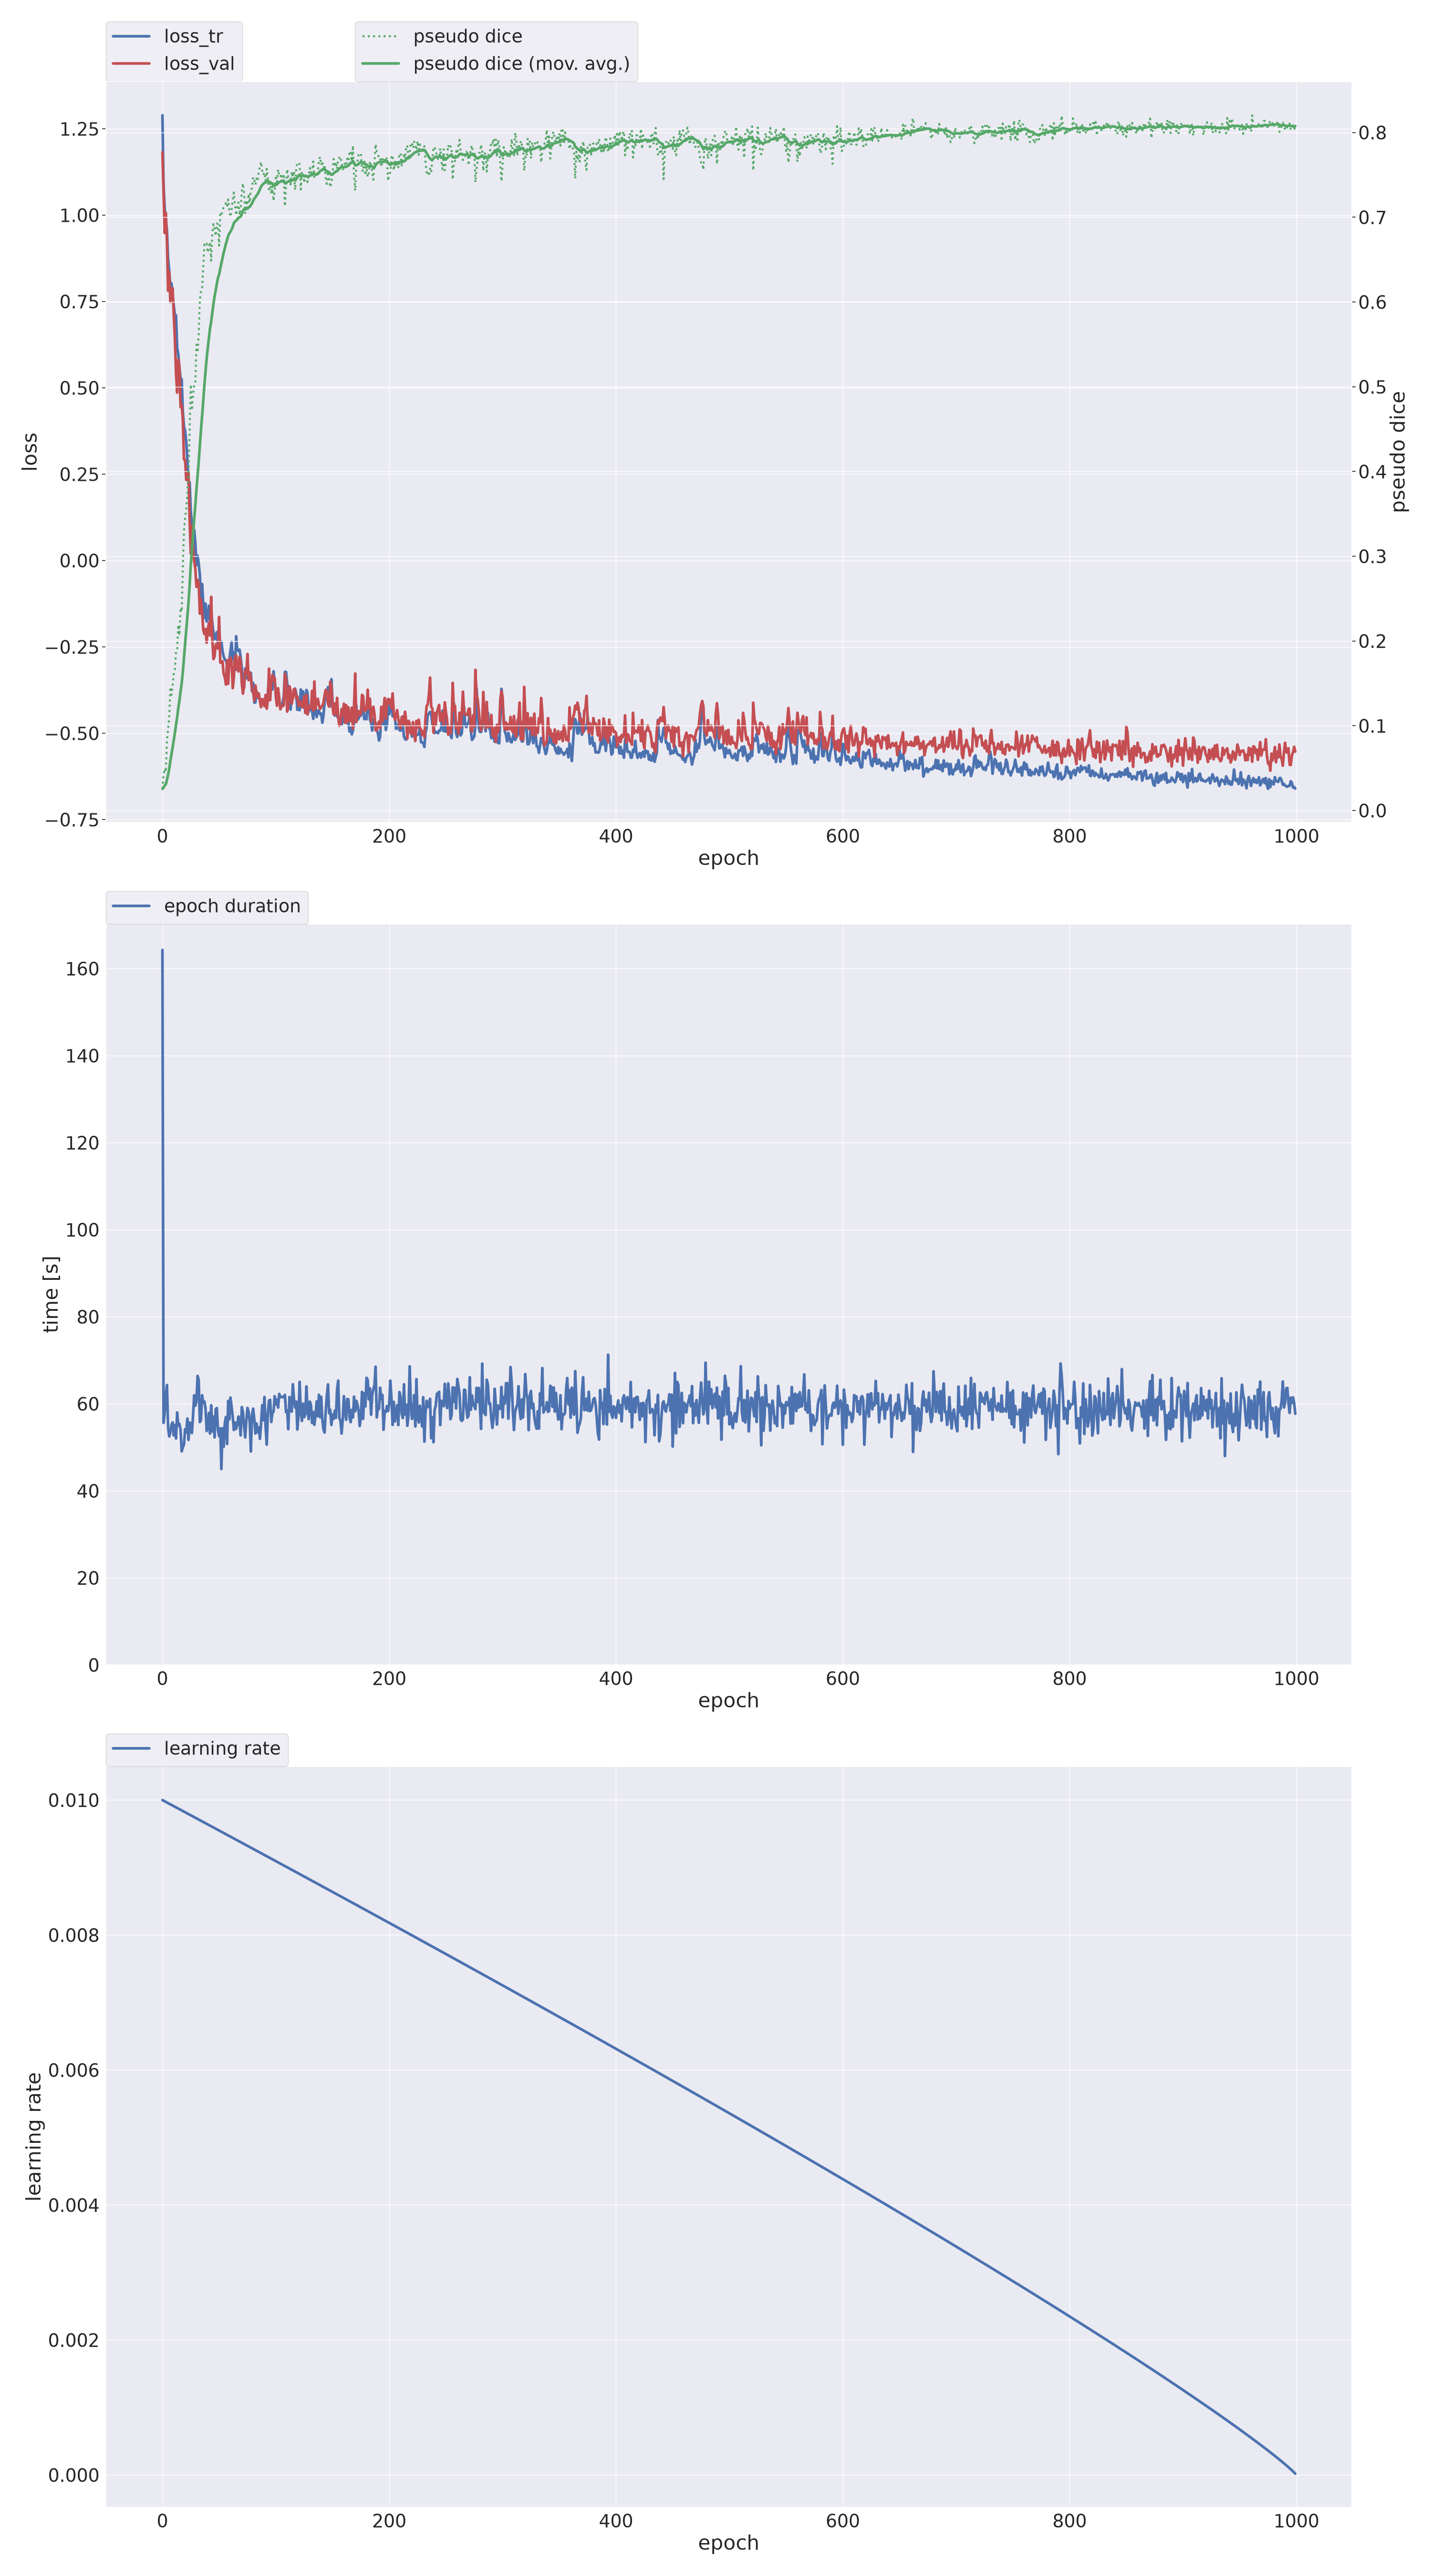 loss_tr
loss_val
pseudo dice
pseudo dice (mov. avg.)
1.25
1.00
0.75
0.50
0.25
0.00
−0.25
−0.50
−0.75
loss
0.8
0.7
0.6
0.5
0.4
0.3
0.2
0.1
0.0
pseudo dice
0 200 400 600 800 1000
epoch
epoch duration
160
140
120
100
80
60
40
20
0
time [s]
0 200 400 600 800 1000
epoch
learning rate
0.010
0.008
0.006
0.004
0.002
0.000
learning rate
0 200 400 600 800 1000
epoch